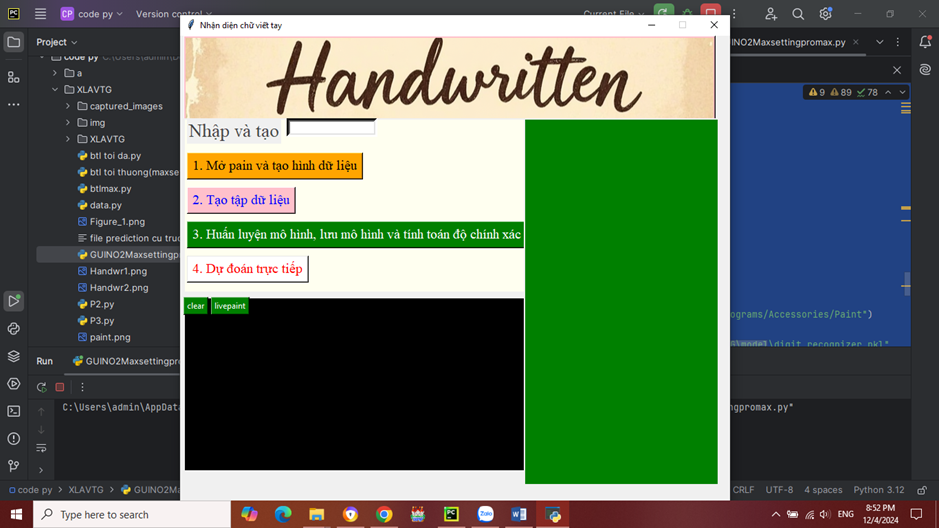 code py
Version control
Current File
Nhận diện chữ viết tay
Project
INO2Maxsettingpromax.py
Handwritten
code py
a
XLAVTG
captured_images
img
XLAVTG
btl toi da.py
btl toi thuong(maxse
btlmax.py
data.py
Figure_1.png
file prediction cu truc
GUINO2Maxsettingpr
Handwr1.png
Handwr2.png
P2.py
P3.py
paint.png
9 89 78
Nhập và tạo
1. Mở pain và tạo hình dữ liệu
2. Tạo tập dữ liệu
3. Huấn luyện mô hình, lưu mô hình và tính toán độ chính xác
4. Dự đoán trực tiếp
clear livepaint
ograms/Accessories/Paint")
\model\digit_recognizer.pkl"
Run
GUINO2Maxsettingpr
C:\Users\admin\AppData
ngpromax.py"
code py > XLAVTG > GUINO2Maxse
CRLF UTF-8 4 spaces Python 3.12
Type here to search
ENG
8:52 PM
12/4/2024